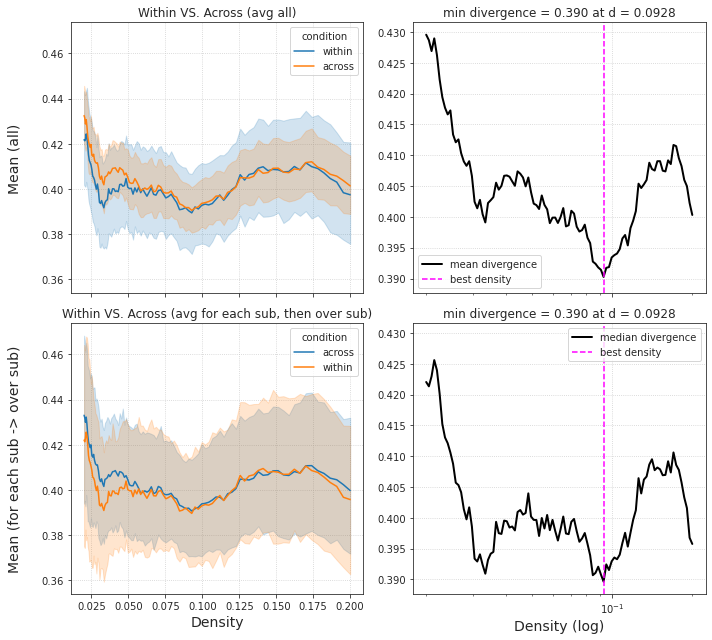 Within VS. Across (avg all)
Mean (all)
0.46
0.44
0.42
0.40
0.38
0.36
condition
within
across
min divergence = 0.390 at d = 0.0928
0.430
0.425
0.420
0.415
0.410
0.405
0.400
0.395
0.390
mean divergence
best density
Within VS. Across (avg for each sub, then over sub)
Mean (for each sub -> over sub)
0.46
0.44
0.42
0.40
0.38
0.36
condition
across
within
0.025 0.050 0.075 0.100 0.125 0.150 0.175 0.200
Density
min divergence = 0.390 at d = 0.0928
0.430
0.425
0.420
0.415
0.410
0.405
0.400
0.395
0.390
median divergence
best density
10⁻¹
Density (log)